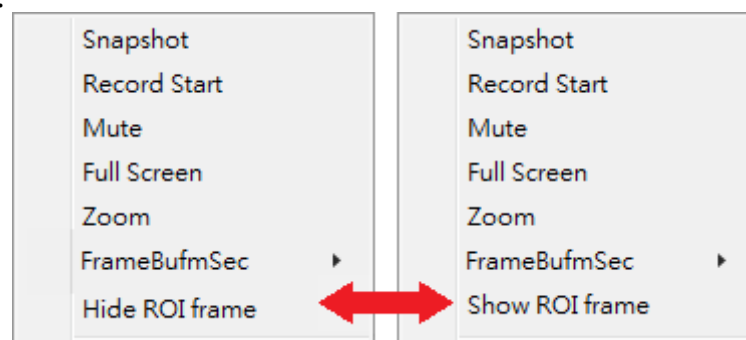 Snapshot
Record Start
Mute
Full Screen
Zoom
FrameBufmSec
Hide ROI frame
Snapshot
Record Start
Mute
Full Screen
Zoom
FrameBufmSec
Show ROI frame